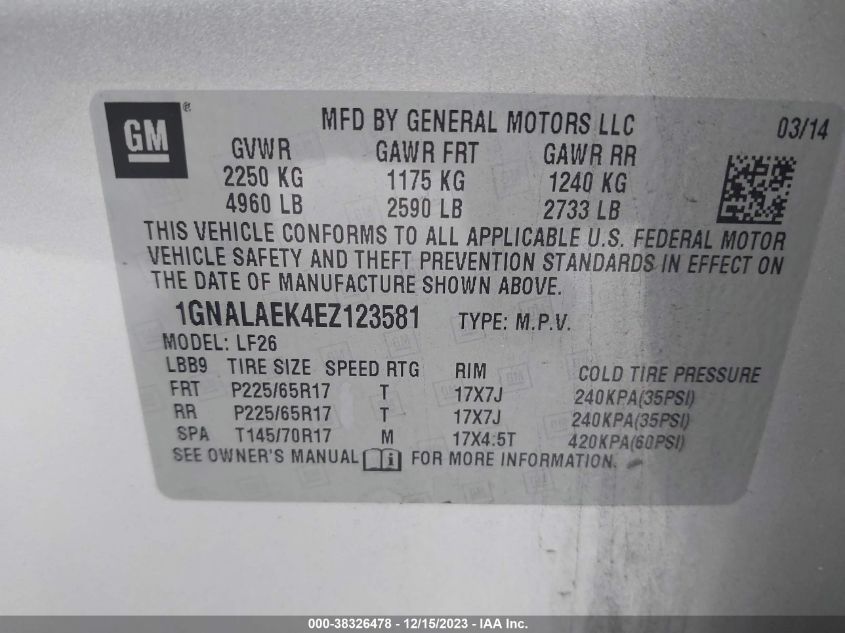 GM ®
MFD BY GENERAL MOTORS LLC 03/14
GVWR GAWR FRT GAWR RR
2250 KG 1175 KG 1240 KG
4960 LB 2590 LB 2733 LB
THIS VEHICLE CONFORMS TO ALL APPLICABLE U.S. FEDERAL MOTOR
VEHICLE SAFETY AND THEFT PREVENTION STANDARDS IN EFFECT ON
THE DATE OF MANUFACTURE SHOWN ABOVE.
1GNALAEK4EZ123581 TYPE: M.P.V.
MODEL: LF26
LBB9 TIRE SIZE SPEED RTG RIM COLD TIRE PRESSURE
FRT P225/65R17 T 17X7J 240KPA(35PSI)
RR P225/65R17 T 17X7J 240KPA(35PSI)
SPA T145/70R17 M 17X4.5T 420KPA(60PSI)
SEE OWNER'S MANUAL i FOR MORE INFORMATION.
000-38326478 - 12/15/2023 - IAA Inc.